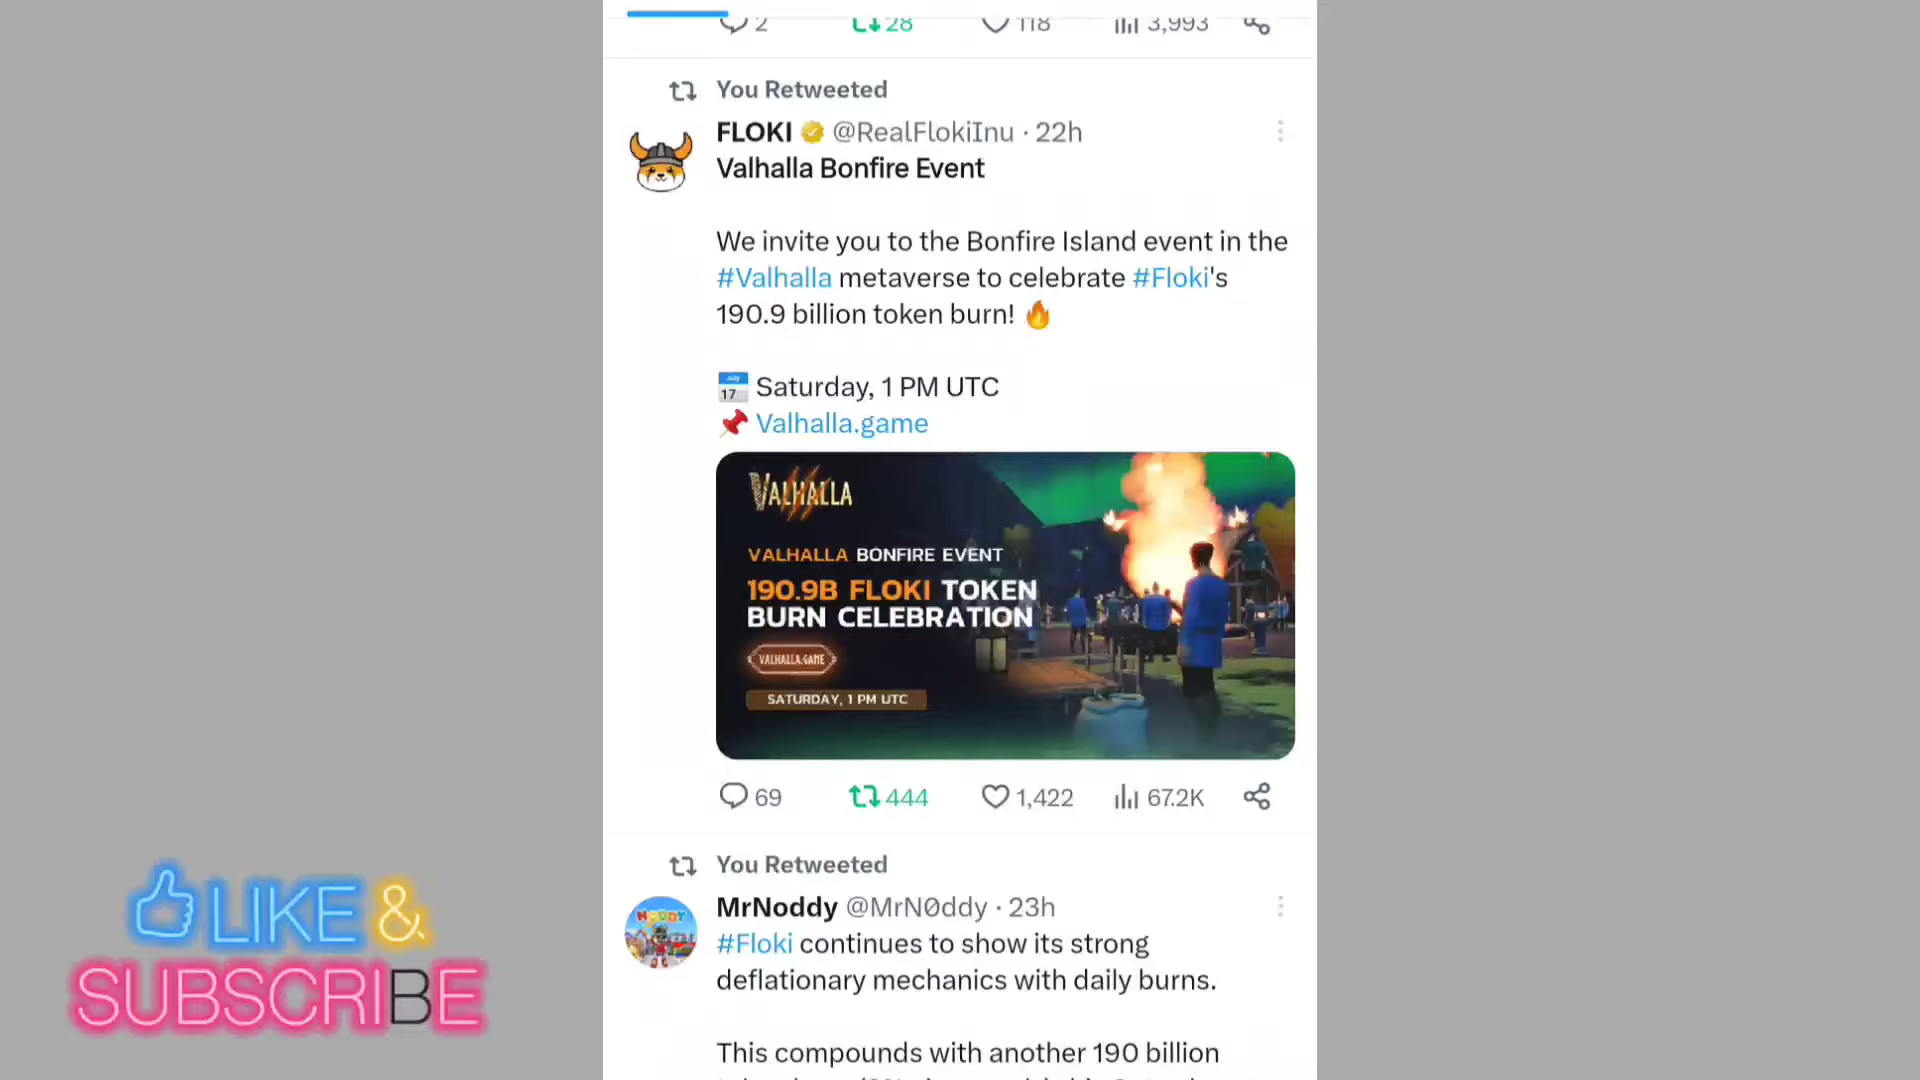 2 28 118 3,993
You Retweeted
FLOKI @RealFlokiInu · 22h
Valhalla Bonfire Event
We invite you to the Bonfire Island event in the
#Valhalla metaverse to celebrate #Floki's
190.9 billion token burn! 🔥
July
17
Saturday, 1 PM UTC
📌 Valhalla.game
VALHALLA
VALHALLA BONFIRE EVENT
190.9B FLOKI TOKEN
BURN CELEBRATION
VALHALLA.GAME
SATURDAY, 1 PM UTC
69 444 1,422 67.2K
You Retweeted
MrNoddy @MrN0ddy · 23h
NODDY
#Floki continues to show its strong
deflationary mechanics with daily burns.
This compounds with another 190 billion
LIKE &
SUBSCRIBE